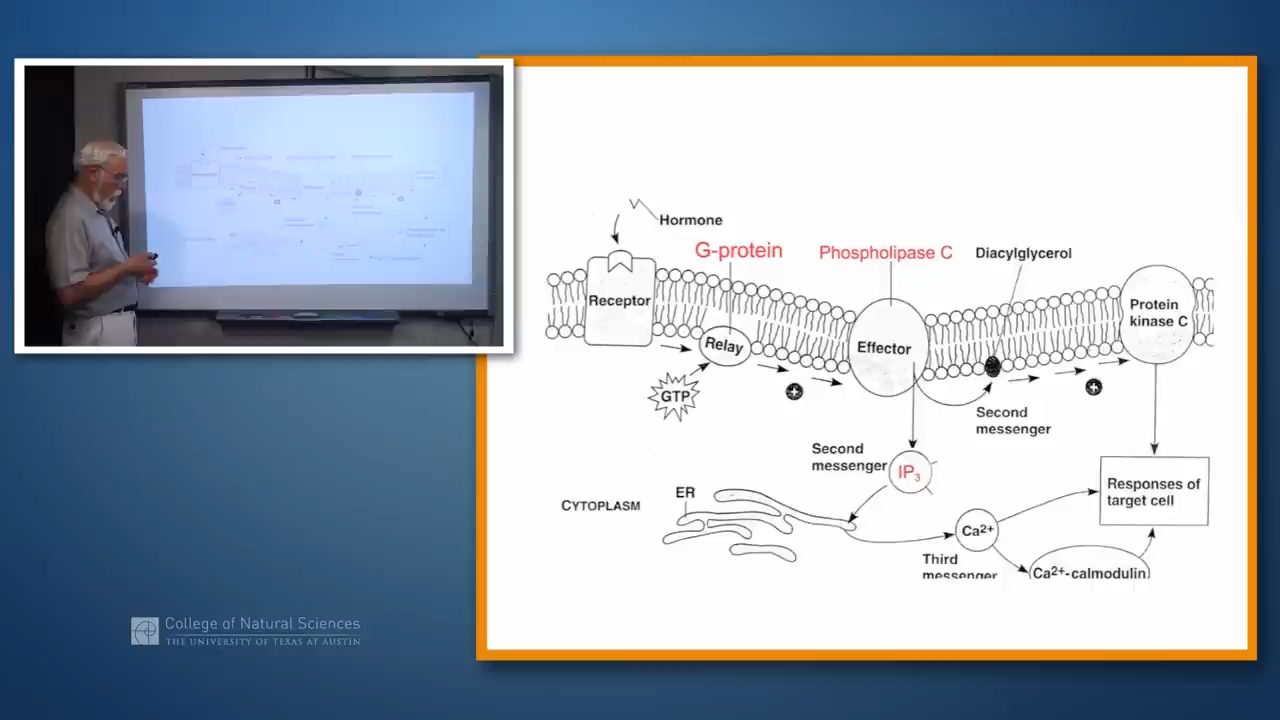 Hormone
G-protein
Phospholipase C
Diacylglycerol
Receptor
Relay
Effector
Protein
kinase C
GTP
Second
messenger
Second
messenger
IP₃
CYTOPLASM
ER
Ca²⁺
Third
messenger
Ca²⁺-calmodulin
Responses of
target cell
College of Natural Sciences
THE UNIVERSITY OF TEXAS AT AUSTIN